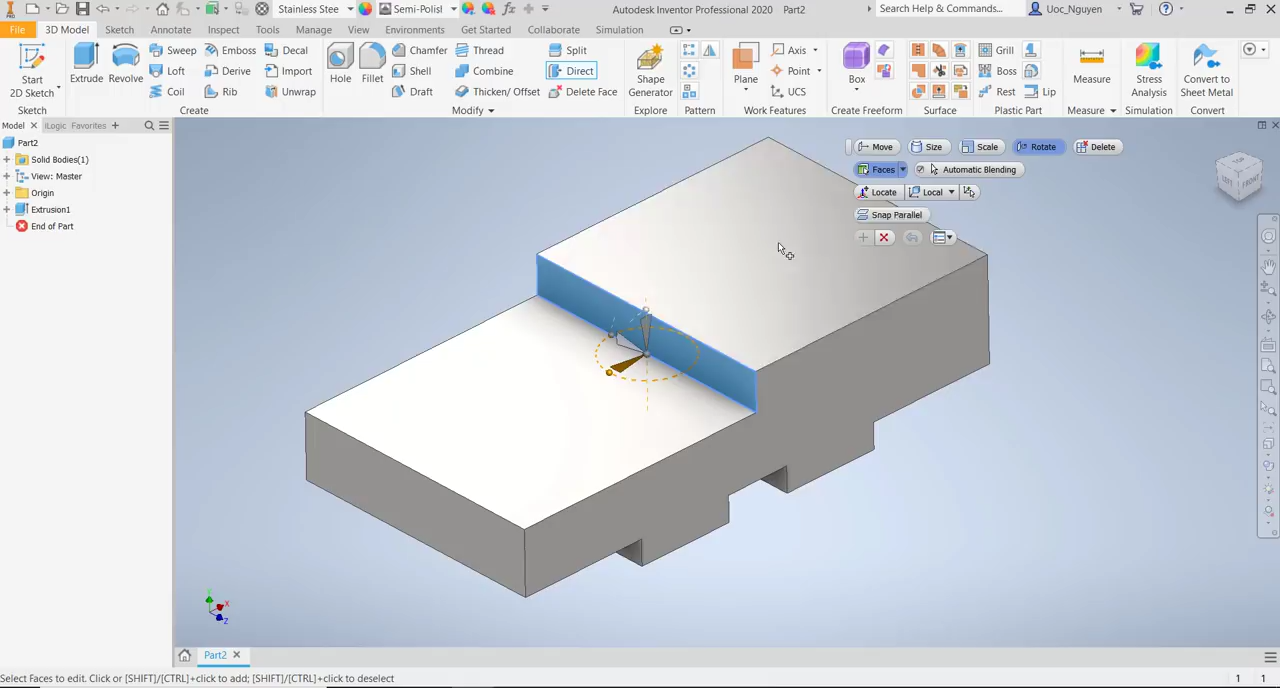 Stainless Stee
Semi-Polisl
Autodesk Inventor Professional 2020 Part2
Search Help & Commands...
Uoc_Nguyen
File 3D Model Sketch Annotate Inspect Tools Manage View Environments Get Started Collaborate Simulation
Start
2D Sketch
Extrude
Revolve
Sweep
Loft
Coil
Emboss
Derive
Rib
Decal
Import
Unwrap
Hole
Fillet
Chamfer
Shell
Draft
Thread
Combine
Thicken/ Offset
Split
Direct
Delete Face
Shape
Generator
Plane
Axis
Point
UCS
Box
Grill
Boss
Rest
Lip
Measure
Stress
Analysis
Convert to
Sheet Metal
Sketch Create Modify Explore Pattern Work Features Create Freeform Surface Plastic Part Measure Simulation Convert
Model Logic Favorites
Part2
Solid Bodies(1)
View: Master
Origin
Extrusion1
End of Part
Move Size Scale Rotate Delete
Faces Automatic Blending
Locate Local
Snap Parallel
TOP
LEFT FRONT
Y
X
Z
Part2
Select Faces to edit. Click or [SHIFT]/[CTRL]+click to add; [SHIFT]/[CTRL]+click to deselect
1 1